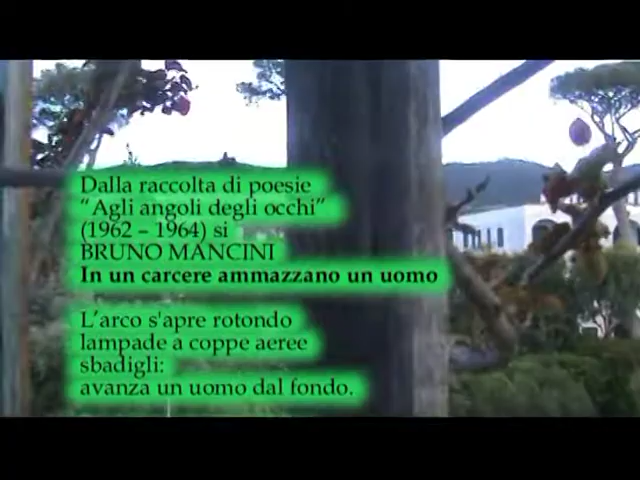 Dalla raccolta di poesie
“Agli angoli degli occhi”
(1962 – 1964) si
BRUNO MANCINI
In un carcere ammazzano un uomo
L’arco s'apre rotondo
lampade a coppe aeree
sbadigli:
avanza un uomo dal fondo.